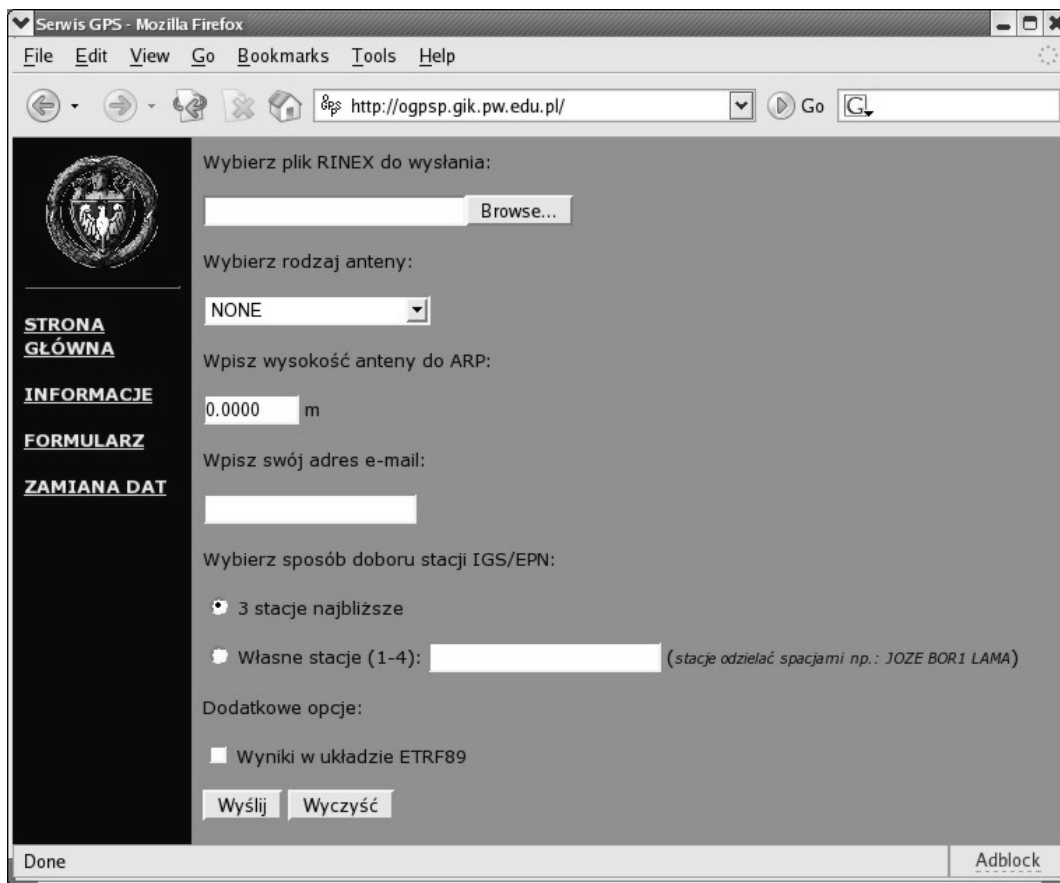 Serwis GPS - Mozilla Firefox
File Edit View Go Bookmarks Tools Help
GPS http://ogpsp.gik.pw.edu.pl/ Go G
Wybierz plik RINEX do wysłania:
Browse...
Wybierz rodzaj anteny:
NONE
STRONA
GŁÓWNA
INFORMACJE
FORMULARZ
ZAMIANA DAT
Wpisz wysokość anteny do ARP:
0.0000 m
Wpisz swój adres e-mail:
Wybierz sposób doboru stacji IGS/EPN:
3 stacje najbliższe
Własne stacje (1-4): (stacje odzielać spacjami np.: JOZE BOR1 LAMA)
Dodatkowe opcje:
Wyniki w układzie ETRF89
Wyślij Wyczyść
Done Adblock